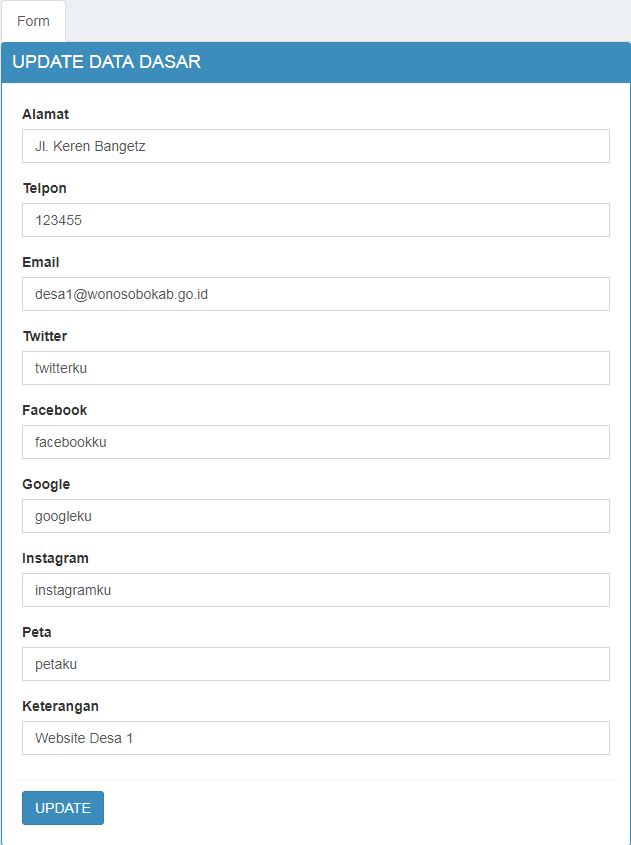 Form
UPDATE DATA DASAR
Alamat
Jl. Keren Bangetz
Telpon
123455
Email
desa1@wonosobokab.go.id
Twitter
twitterku
Facebook
facebookku
Google
googleku
Instagram
instagramku
Peta
petaku
Keterangan
Website Desa 1
UPDATE